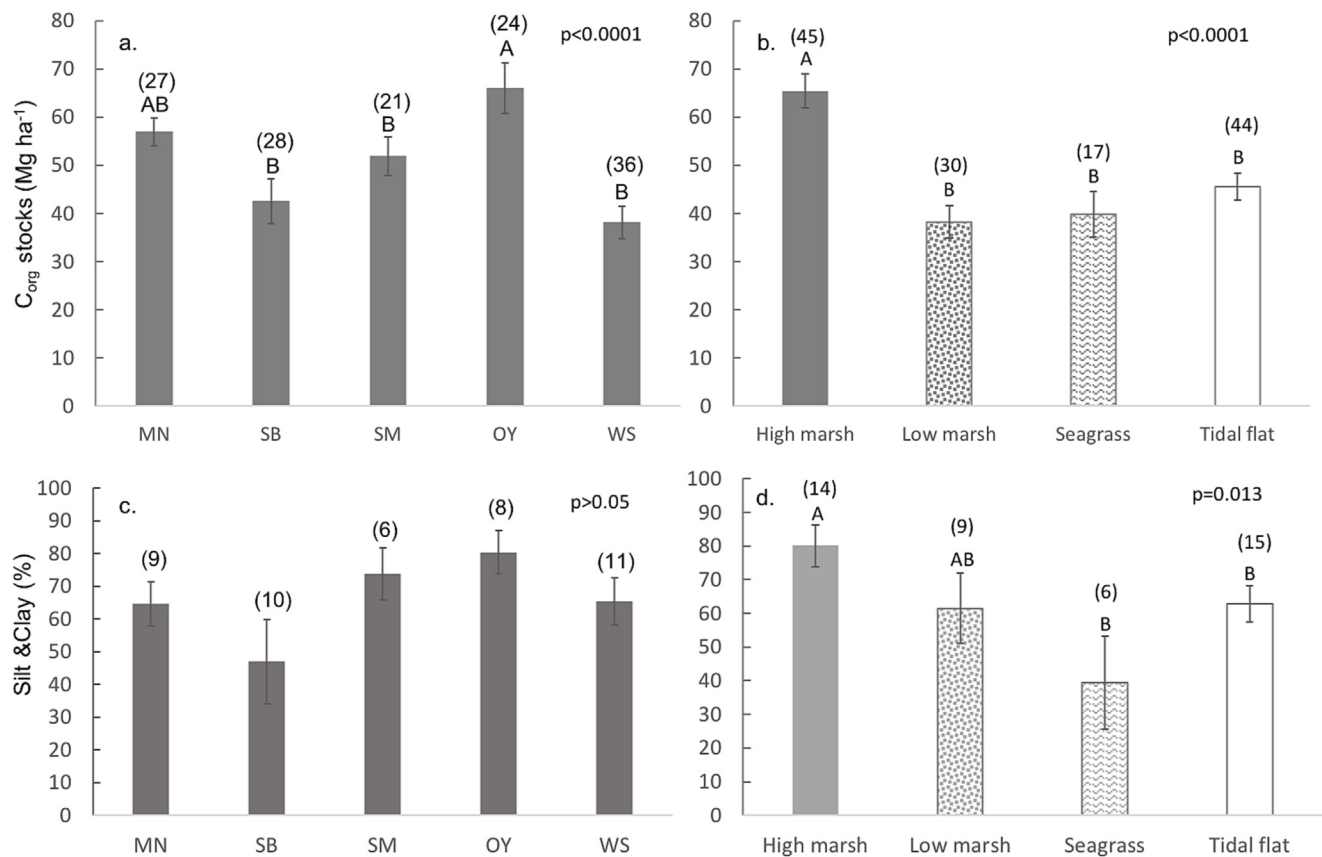 a.
p<0.0001
C_org stocks (Mg ha⁻¹)
80
70
60
50
40
30
20
10
0
(27)
AB
(28)
B
(21)
B
(24)
A
(36)
B
MN SB SM OY WS
b.
p<0.0001
80
70
60
50
40
30
20
10
0
(45)
A
(30)
B
(17)
B
(44)
B
High marsh Low marsh Seagrass Tidal flat
c.
p>0.05
Silt &Clay (%)
100
90
80
70
60
50
40
30
20
10
0
(9)
(10)
(6)
(8)
(11)
MN SB SM OY WS
d.
p=0.013
100
90
80
70
60
50
40
30
20
10
0
(14)
A
(9)
AB
(6)
B
(15)
B
High marsh Low marsh Seagrass Tidal flat